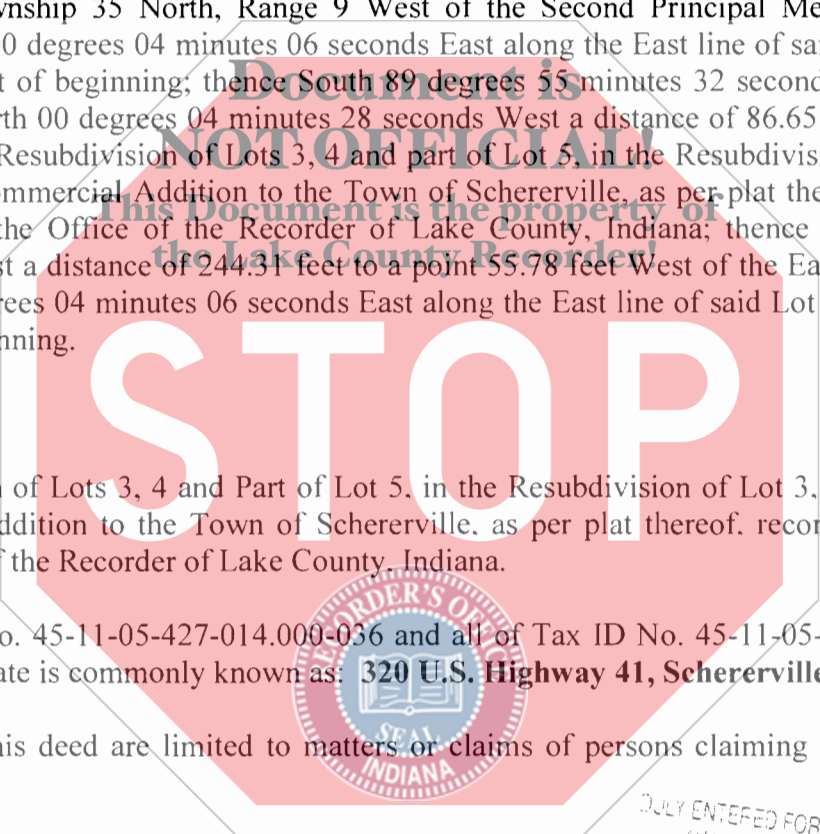 wnship 35 North, Range 9 West of the Second Principal Me
0 degrees 04 minutes 06 seconds East along the East line of sa
Document is
t of beginning; thence South 89 degrees 55 minutes 32 second
th 00 degrees 04 minutes 28 seconds West a distance of 86.65
NOT OFFICIAL!
Resubdivision of Lots 3, 4 and part of Lot 5, in the Resubdivis
mmercial Addition to the Town of Schererville, as per plat the
This Document is the property of
the Office of the Recorder of Lake County, Indiana; thence
the Lake County Recorder!
st a distance of 244.31 feet to a point 55.78 feet West of the Ea
rees 04 minutes 06 seconds East along the East line of said Lot
nning.
STOP
n of Lots 3, 4 and Part of Lot 5, in the Resubdivision of Lot 3,
ddition to the Town of Schererville, as per plat thereof, recor
f the Recorder of Lake County, Indiana.
RECORDER'S OFFIC
o. 45-11-05-427-014.000-036 and all of Tax ID No. 45-11-05-
ate is commonly known as: 320 U.S. Highway 41, Schererville
SEAL
INDIANA
his deed are limited to matters or claims of persons claiming
DULY ENTERED FOR